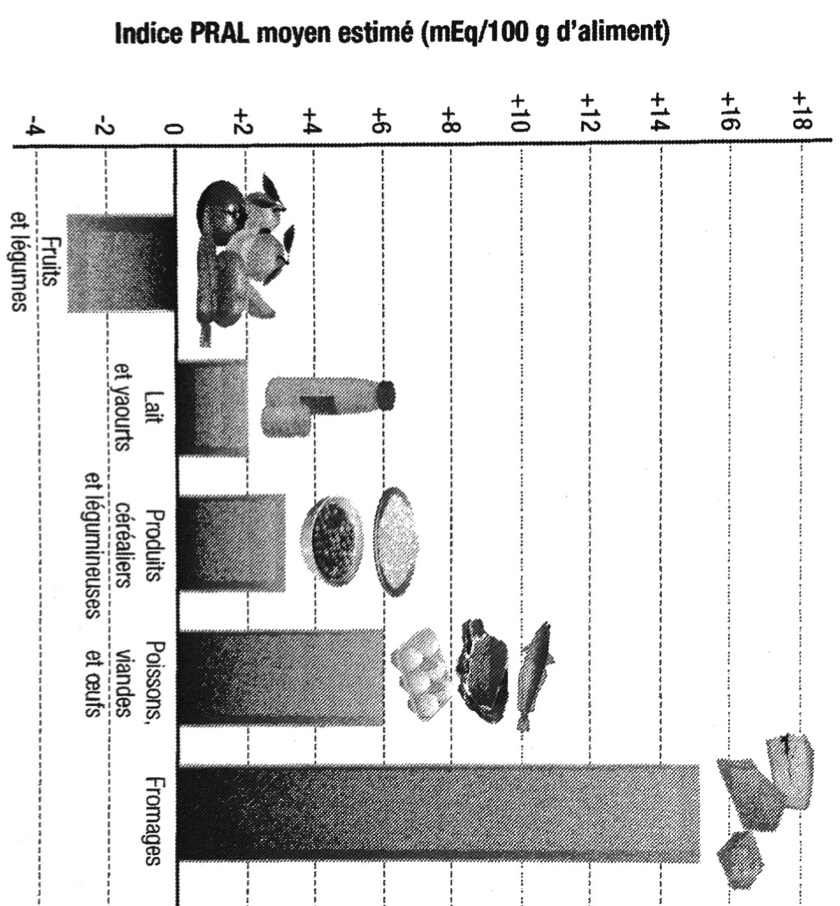 Indice PRAL moyen estimé (mEq/100 g d'aliment)
+18
+16
+14
+12
+10
+8
+6
+4
+2
0
-2
-4
Fruits
et légumes
Lait
et yaourts
Produits
céréaliers
et légumineuses
Poissons,
viandes
et œufs
Fromages